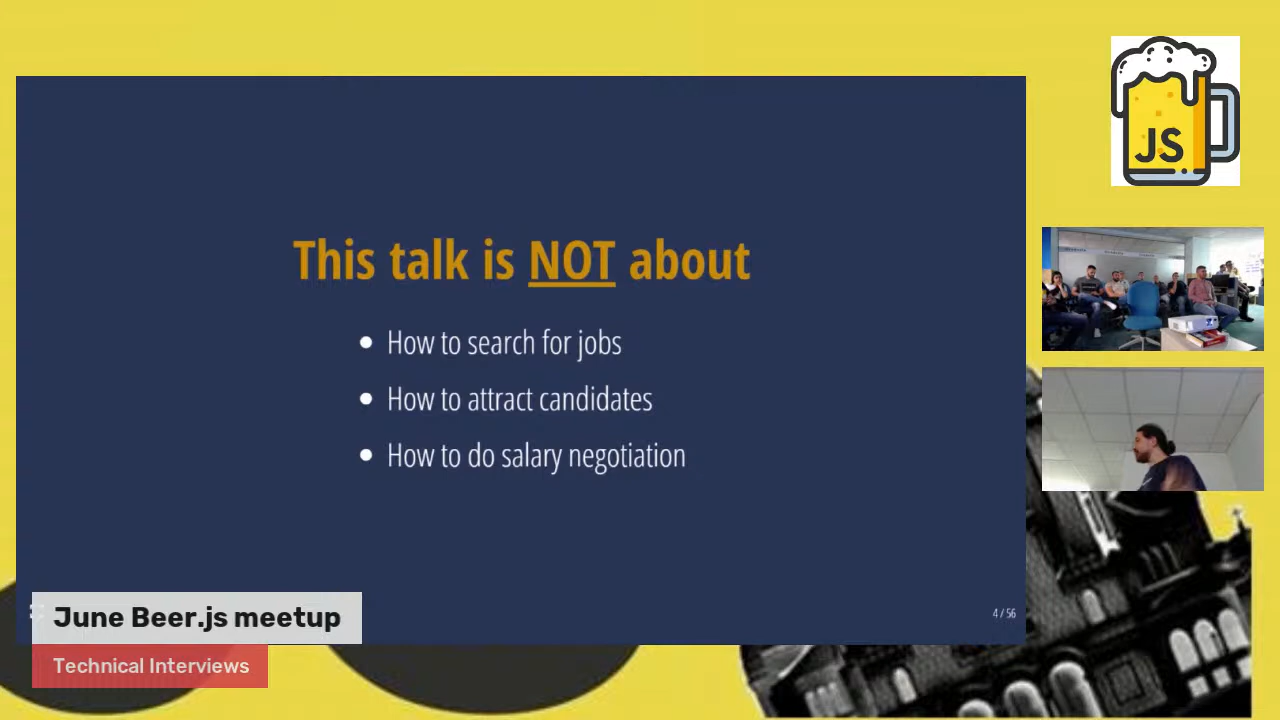 This talk is NOT about
How to search for jobs
How to attract candidates
How to do salary negotiation
4 / 56
June Beer.js meetup
Technical Interviews
JS